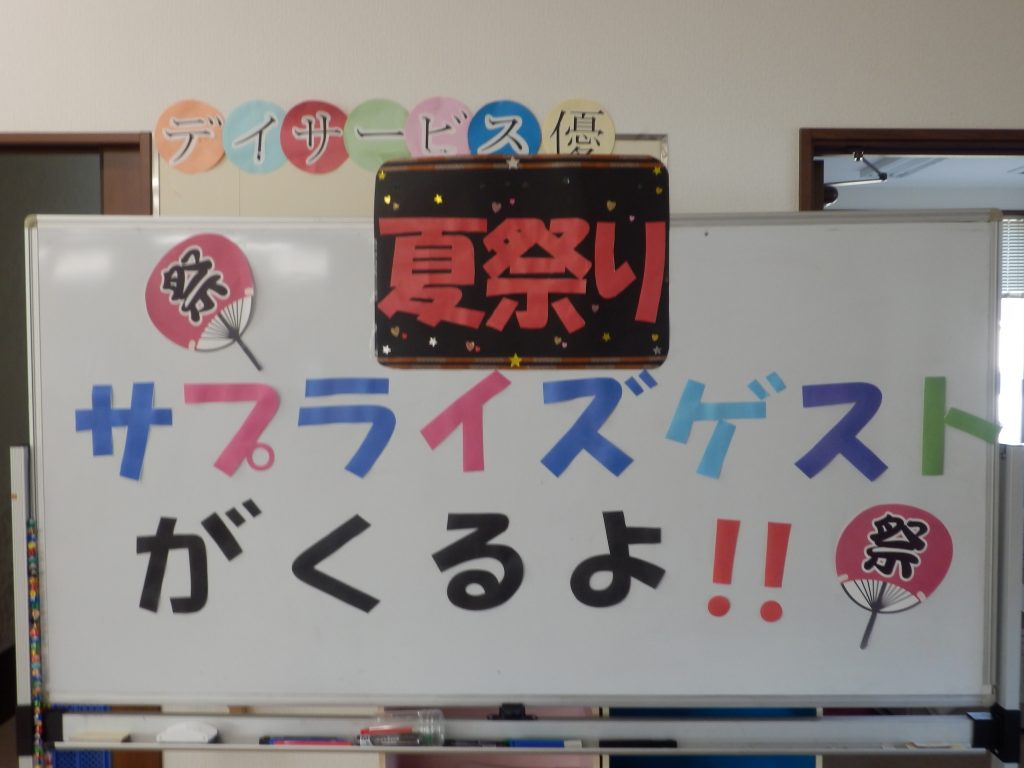 デイサービス優
夏祭り
祭
サプライズゲスト
がくるよ!!
祭